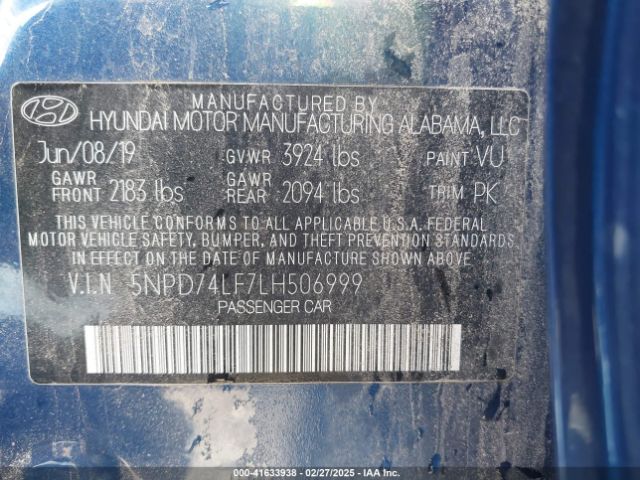 MANUFACTURED BY
HYUNDAI MOTOR MANUFACTURING ALABAMA, LLC
Jun/08/19 GVWR 3924 lbs PAINT VU
GAWR FRONT 2183 lbs GAWR REAR 2094 lbs TRIM PK
THIS VEHICLE CONFORMS TO ALL APPLICABLE U.S.A. FEDERAL
MOTOR VEHICLE SAFETY, BUMPER, AND THEFT PREVENTION STANDARDS
IN EFFECT ON THE DATE OF MANUFACTURE SHOWN ABOVE.
V.I.N 5NPD74LF7LH506999
PASSENGER CAR
000-41633938 - 02/27/2025 - IAA Inc.